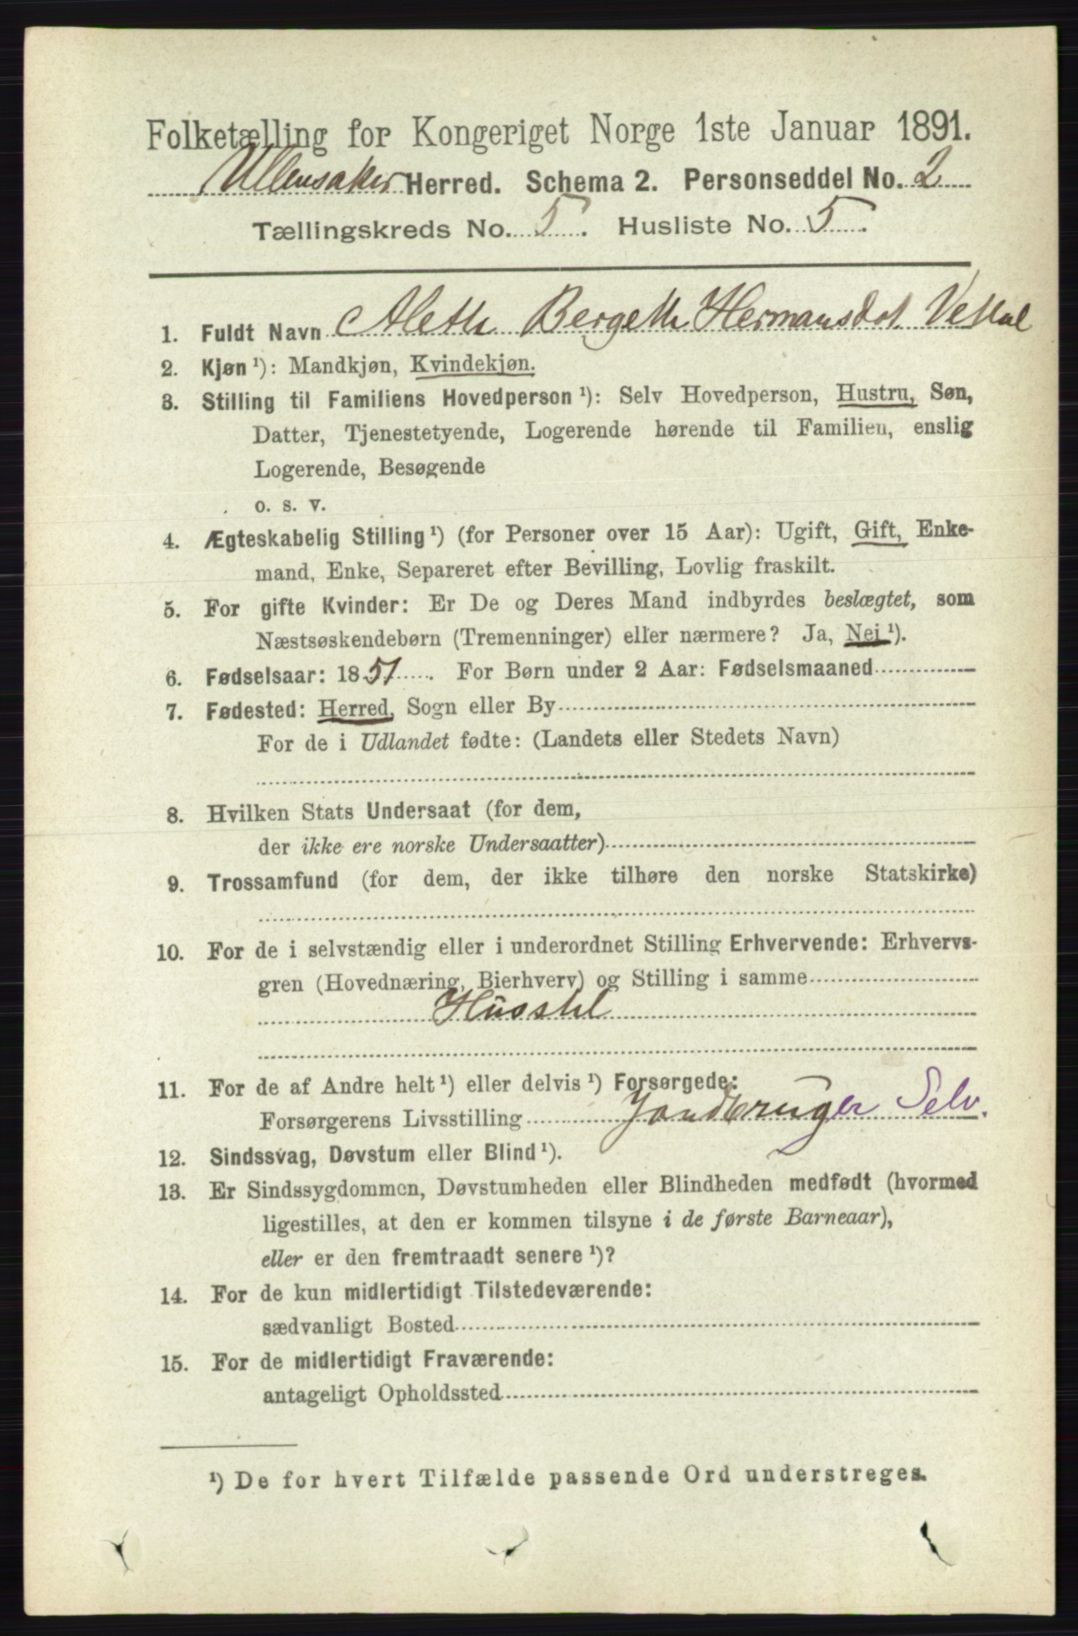 Folketælling for Kongeriget Norge 1ste Januar 1891.
Ullensaker Herred. Schema 2. Personseddel No. 2
Tællingskreds No. 5. Husliste No. 5.
1. Fuldt Navn Aleth Bergeth Hermansdat.
2. Kjøn ¹): Mandkjøn, Kvindekjøn.
3. Stilling til Familiens Hovedperson ¹): Selv Hovedperson, Hustru, Søn,
Datter, Tjenestetyende, Logerende hørende til Familien, enslig
Logerende, Besøgende
o. s. v.
4. Ægteskabelig Stilling ¹) (for Personer over 15 Aar): Ugift, Gift, Enke-
mand, Enke, Separeret efter Bevilling, Lovlig fraskilt.
5. For gifte Kvinder: Er De og Deres Mand indbyrdes beslægtet, som
Næstsøskendebørn (Tremenninger) eller nærmere? Ja, Nei ¹).
6. Fødselsaar: 1851. For Børn under 2 Aar: Fødselsmaaned
7. Fødested: Herred, Sogn eller By
For de i Udlandet fødte: (Landets eller Stedets Navn)
8. Hvilken Stats Undersaat (for dem,
der ikke ere norske Undersaatter)
9. Trossamfund (for dem, der ikke tilhøre den norske Statskirke)
10. For de i selvstændig eller i underordnet Stilling Erhvervende: Erhvervs-
gren (Hovednæring, Bierhverv) og Stilling i samme
Husstel
11. For de af Andre helt ¹) eller delvis ¹) Forsørgede:
Forsørgerens Livsstilling Jordbruger Selv.
12. Sindssvag, Døvstum eller Blind ¹).
13. Er Sindssygdommen, Døvstumheden eller Blindheden medfødt (hvormed
ligestilles, at den er kommen tilsyne i de første Barneaar),
eller er den fremtraadt senere ¹)?
14. For de kun midlertidigt Tilstedeværende:
sædvanligt Bosted
15. For de midlertidigt Fraværende:
antageligt Opholdssted
¹) De for hvert Tilfælde passende Ord understreges.